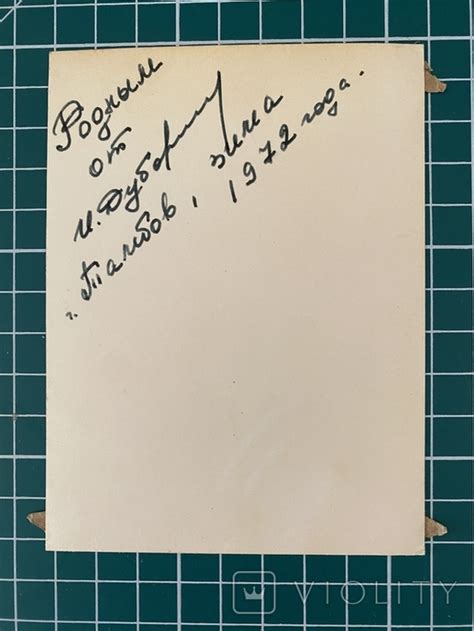 Родным
от
г. Тамбов, зима
1972 года.
VIOLITY